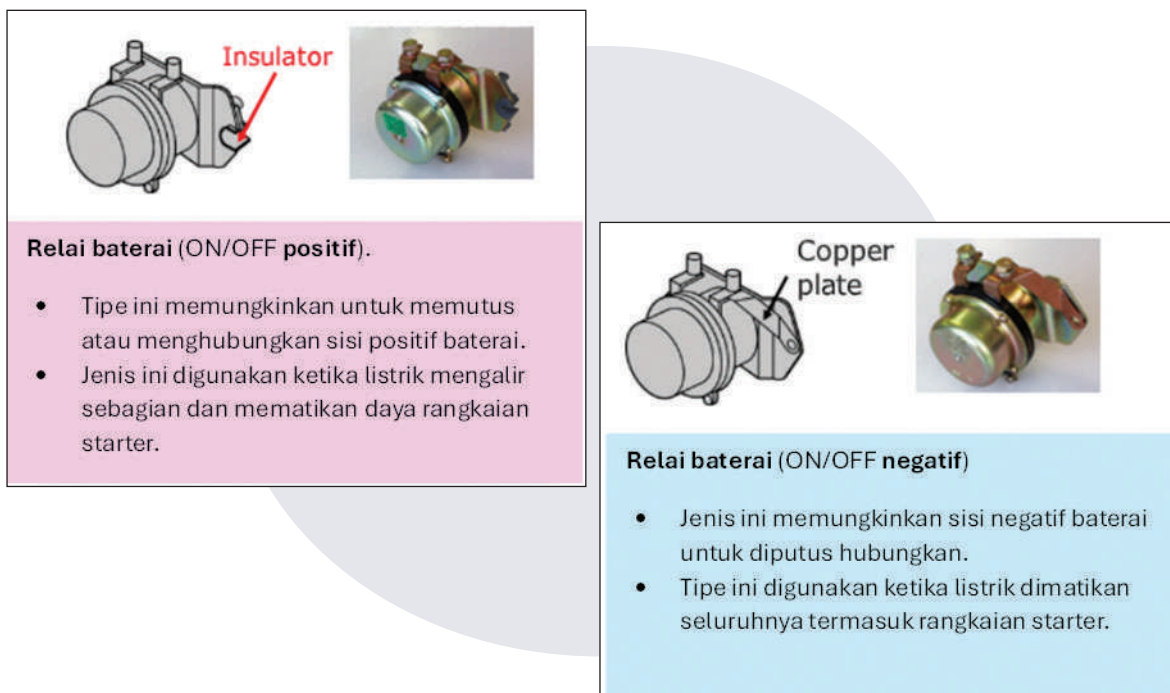 Insulator
Relai baterai (ON/OFF positif).
• Tipe ini memungkinkan untuk memutus
atau menghubungkan sisi positif baterai.
• Jenis ini digunakan ketika listrik mengalir
sebagian dan mematikan daya rangkaian
starter.
Copper
plate
Relai baterai (ON/OFF negatif)
• Jenis ini memungkinkan sisi negatif baterai
untuk diputus hubungkan.
• Tipe ini digunakan ketika listrik dimatikan
seluruhnya termasuk rangkaian starter.